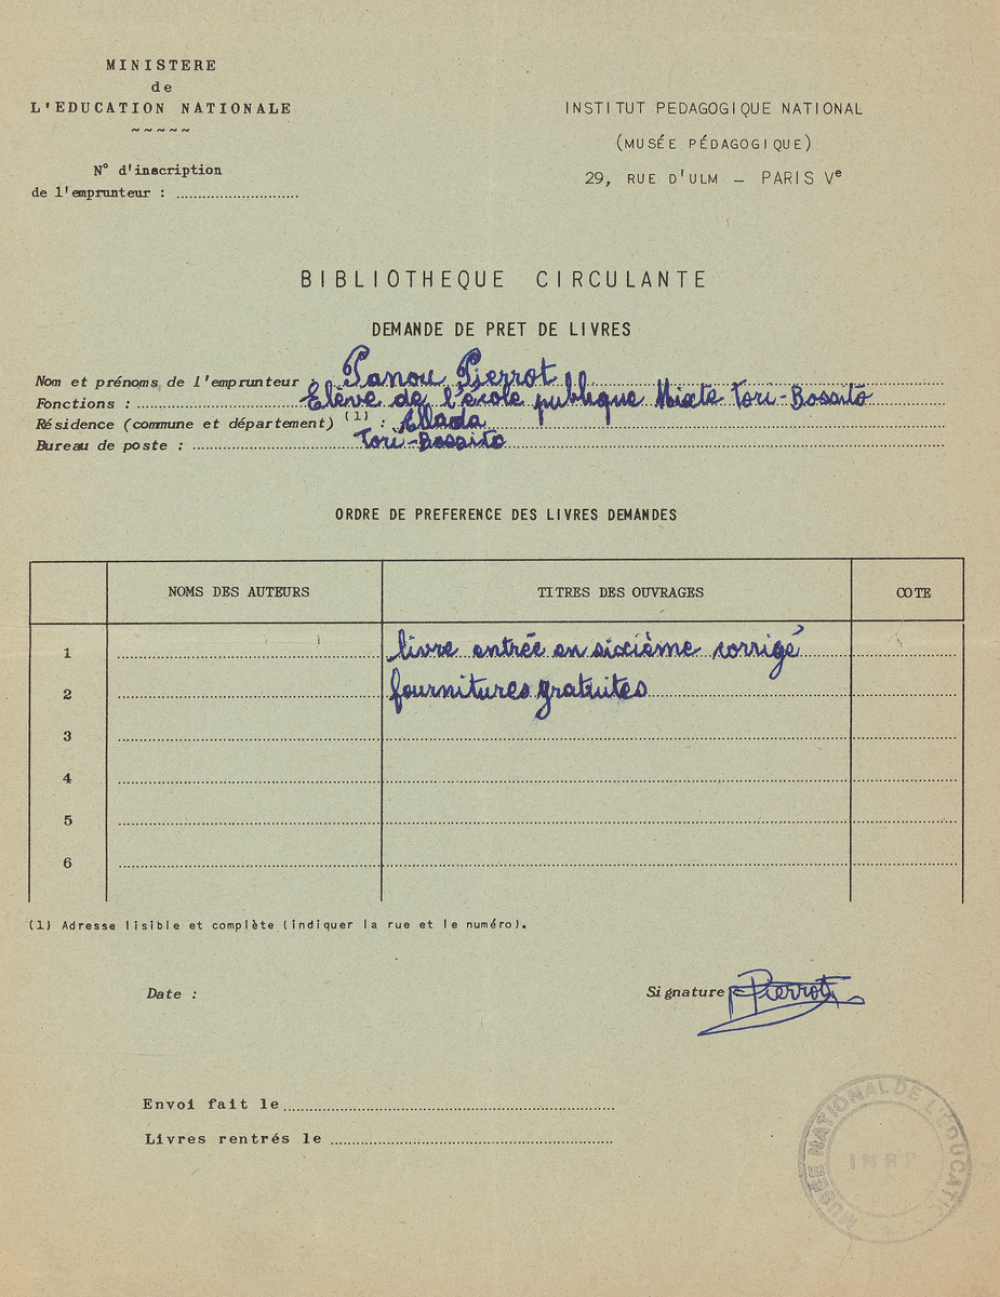 MINISTERE
de
L'EDUCATION NATIONALE
~~~~~
N° d'inscription
de l'emprunteur : ............................
INSTITUT PEDAGOGIQUE NATIONAL
(MUSÉE PÉDAGOGIQUE)
29, RUE D'ULM — PARIS Ve
BIBLIOTHEQUE CIRCULANTE
DEMANDE DE PRET DE LIVRES
Nom et prénoms de l'emprunteur : Panou Pierrot
Fonctions : Elève de l'école publique Mixte Tori-Bossito
Résidence (commune et département) (1) : Allada
Bureau de poste : Tori-Bossito
ORDRE DE PREFERENCE DES LIVRES DEMANDES
NOMS DES AUTEURS TITRES DES OUVRAGES COTE
1 livre entrée en sixième corrigé
2 fournitures gratuites
3
4
5
6
(1) Adresse lisible et complète (indiquer la rue et le numéro).
Date :
Signature Pierrot
Envoi fait le
Livres rentrés le
MUSÉE NATIONAL DE L'ÉDUCATION
INRP